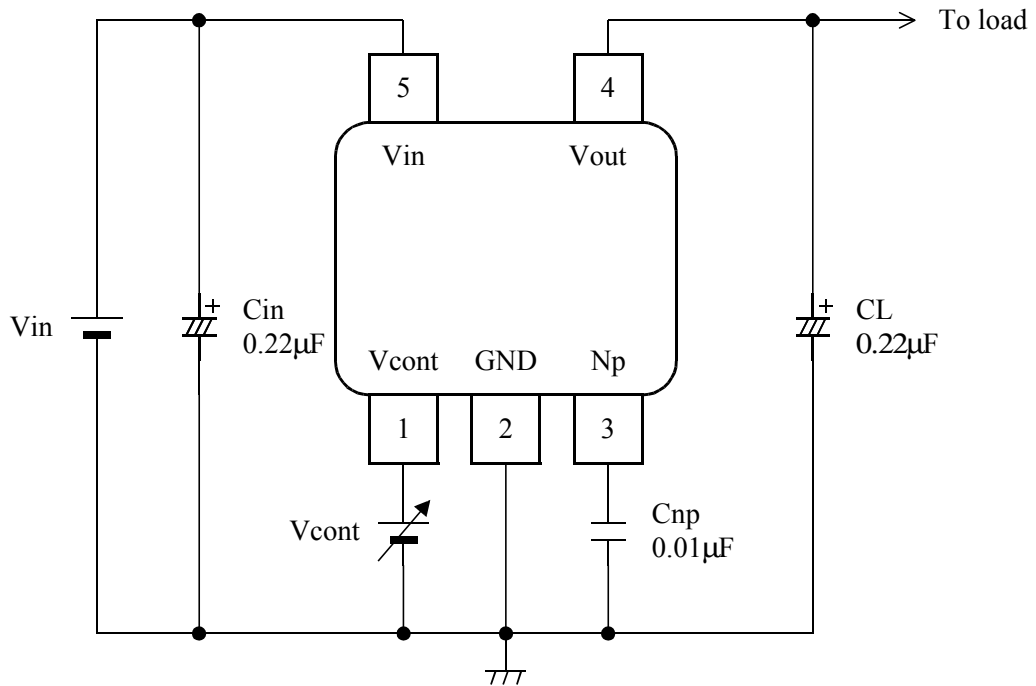 To load
5
4
Vin
Vout
Vin
+
Cin
0.22μF
+
CL
0.22μF
Vcont
GND
Np
1
2
3
Vcont
Cnp
0.01μF